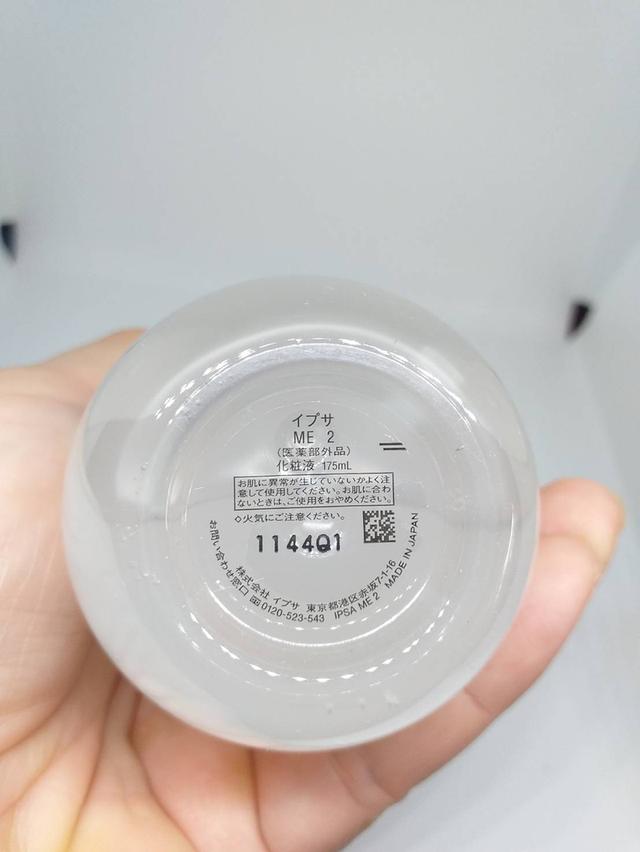 イプサ
ME 2
(医薬部外品)
化粧液 175mL
お肌に異常が生じていないかよく注
意して使用してください。お肌に合わ
ないときは、ご使用をおやめください。
◇火気にご注意ください。
1144Q1
株式会社 イプサ 東京都港区赤坂7-1-16
お問い合わせ窓口 0120-523-543 IPSA ME 2 MADE IN JAPAN